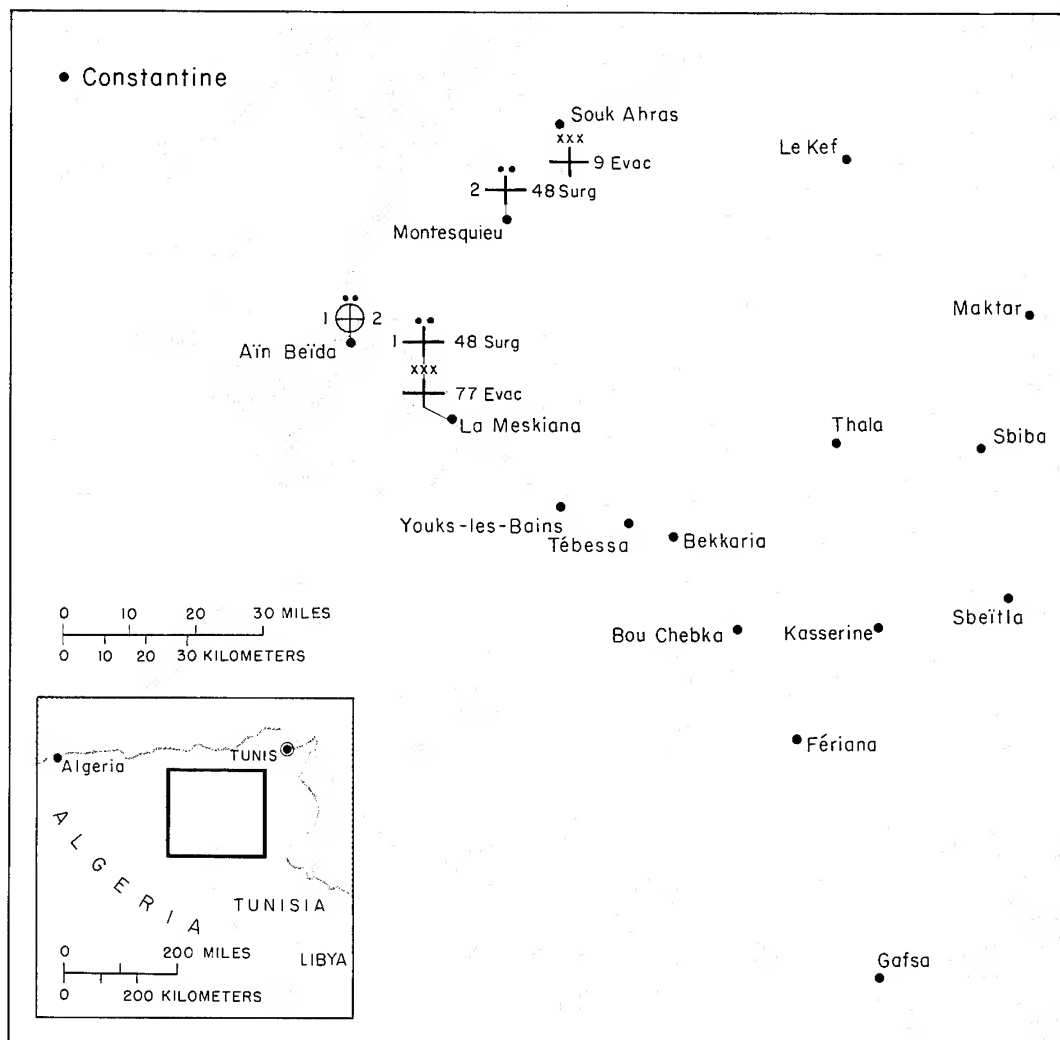 Constantine
Souk Ahras
xxx
9 Evac
Le Kef
2 48 Surg
Montesquieu
Maktar
1 2
Aïn Beïda
1 48 Surg
xxx
77 Evac
La Meskiana
Thala
Sbiba
Youks-les-Bains
Tébessa
Bekkaria
0 10 20 30 MILES
0 10 20 30 KILOMETERS
Sbeïtla
Bou Chebka
Kasserine
Fériana
TUNIS
Algeria
ALGERIA
TUNISIA
LIBYA
0 200 MILES
0 200 KILOMETERS
Gafsa